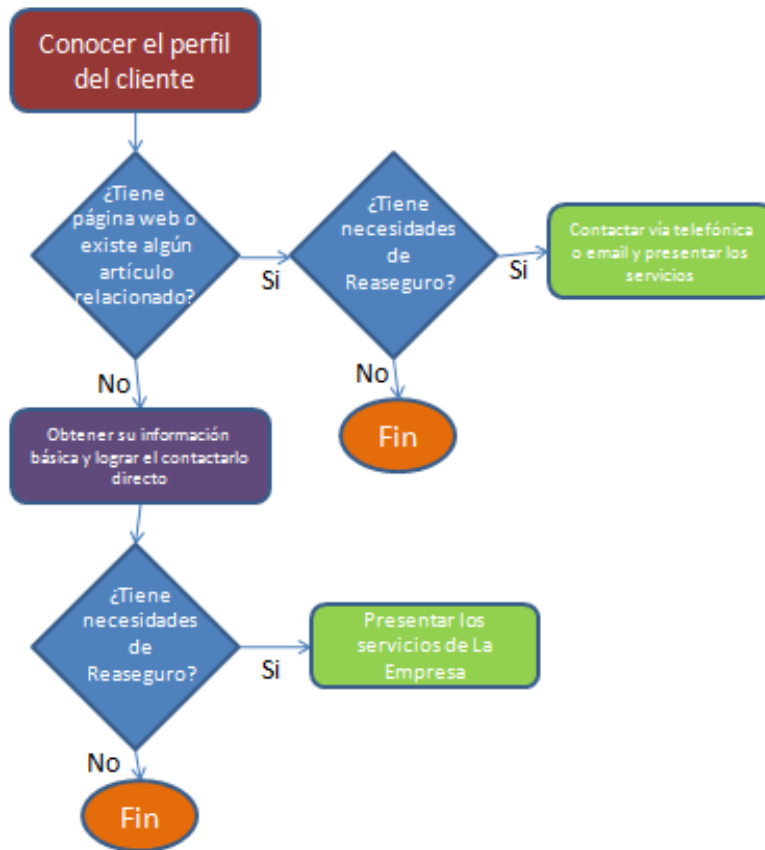 Conocer el perfil
del cliente
¿Tiene
página web o
existe algún
artículo
relacionado?
Si
¿Tiene
necesidades
de
Reaseguro?
Si
Contactar vía telefónica
o email y presentar los
servicios
No
No
Fin
Obtener su información
básica y lograr el contactarlo
directo
¿Tiene
necesidades
de
Reaseguro?
Si
Presentar los
servicios de La
Empresa
No
Fin